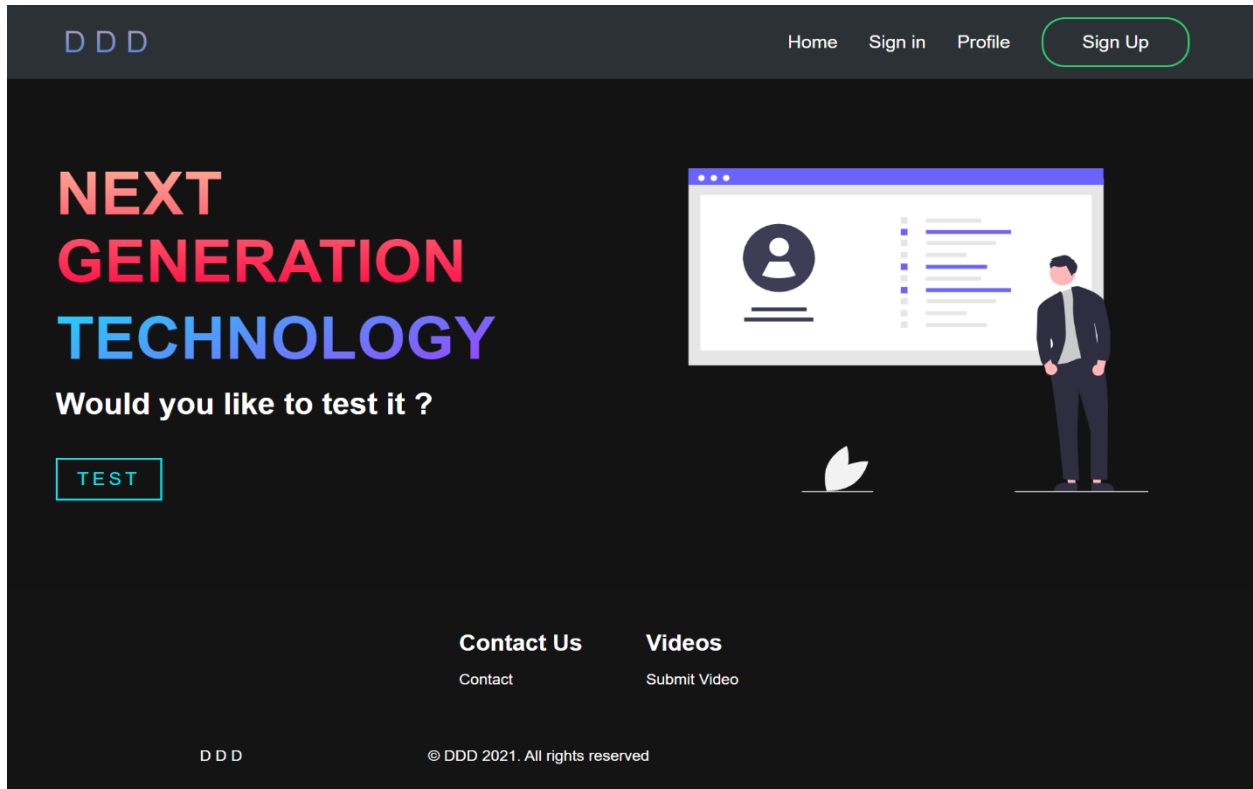 D D D
Home Sign in Profile Sign Up
NEXT
GENERATION
TECHNOLOGY
Would you like to test it ?
TEST
Contact Us Videos
Contact Submit Video
D D D © DDD 2021. All rights reserved